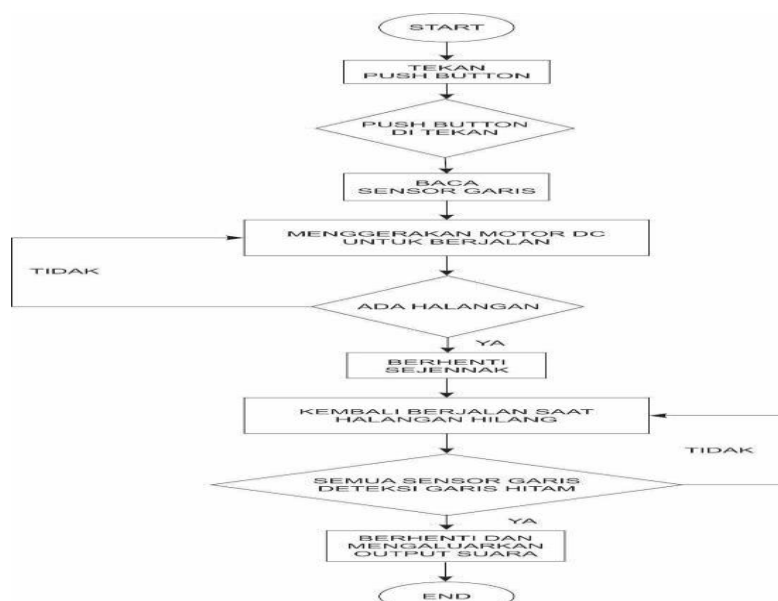 START
TEKAN
PUSH BUTTON
PUSH BUTTON
DI TEKAN
BACA
SENSOR GARIS
MENGGERAKAN MOTOR DC
UNTUK BERJALAN
TIDAK
ADA HALANGAN
YA
BERHENTI
SEJENNAK
KEMBALI BERJALAN SAAT
HALANGAN HILANG
TIDAK
SEMUA SENSOR GARIS
DETEKSI GARIS HITAM
YA
BERHENTI DAN
MENGALUARKAN
OUTPUT SUARA
END